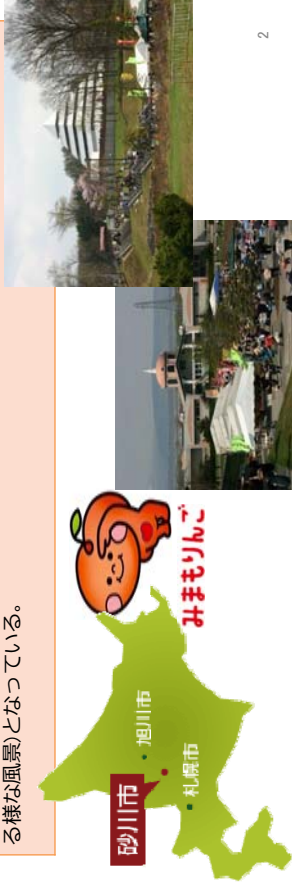 る様な風景)となっている。
砂川市
旭川市
札幌市
みまもりんご
2